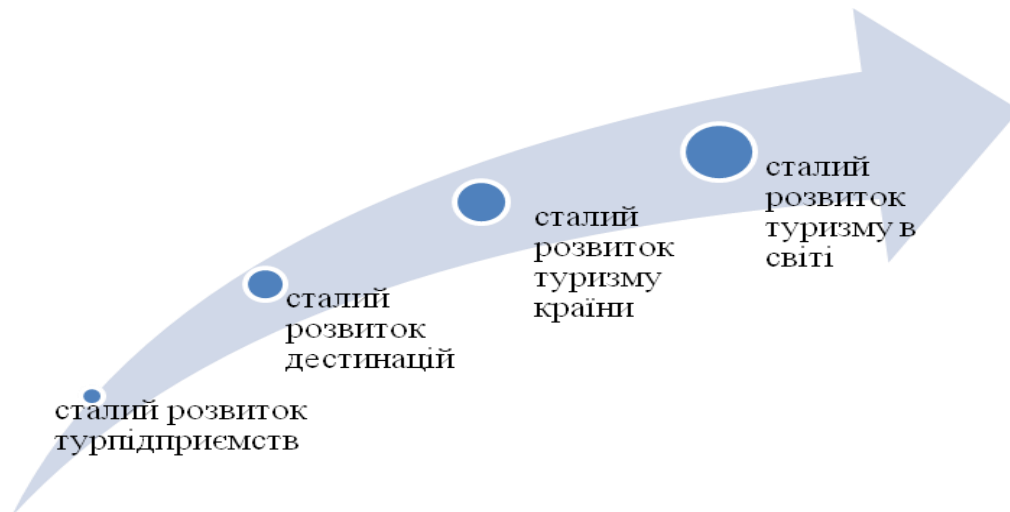 сталий
розвиток
туризму в
світі
сталий
розвиток
туризму
країни
сталий
розвиток
дестинацій
сталий розвиток
турпідприємств